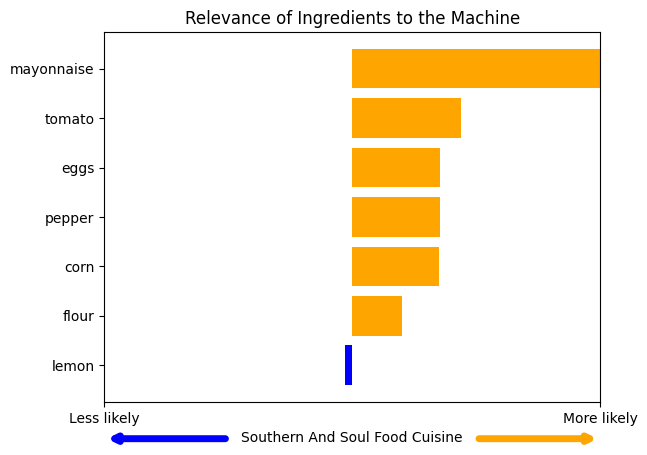 Relevance of Ingredients to the Machine
mayonnaise
tomato
eggs
pepper
corn
flour
lemon
Less likely
More likely
Southern And Soul Food Cuisine